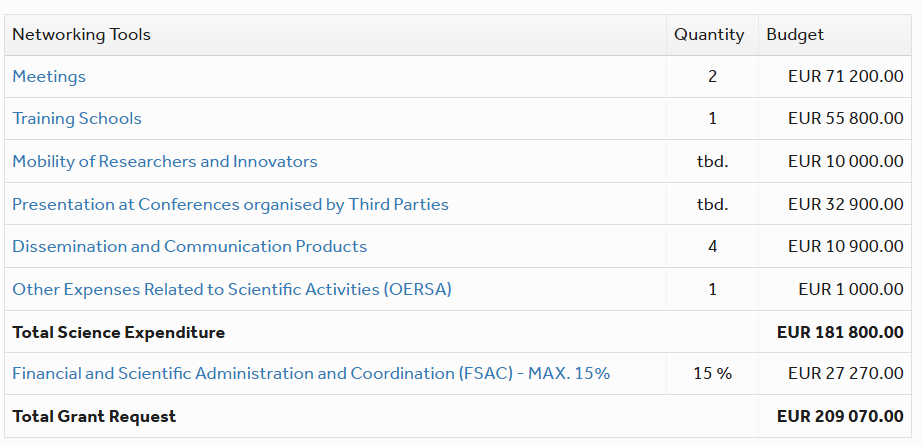 Networking Tools Quantity Budget
Meetings 2 EUR 71 200.00
Training Schools 1 EUR 55 800.00
Mobility of Researchers and Innovators tbd. EUR 10 000.00
Presentation at Conferences organised by Third Parties tbd. EUR 32 900.00
Dissemination and Communication Products 4 EUR 10 900.00
Other Expenses Related to Scientific Activities (OERSA) 1 EUR 1 000.00
Total Science Expenditure EUR 181 800.00
Financial and Scientific Administration and Coordination (FSAC) - MAX. 15% 15 % EUR 27 270.00
Total Grant Request EUR 209 070.00